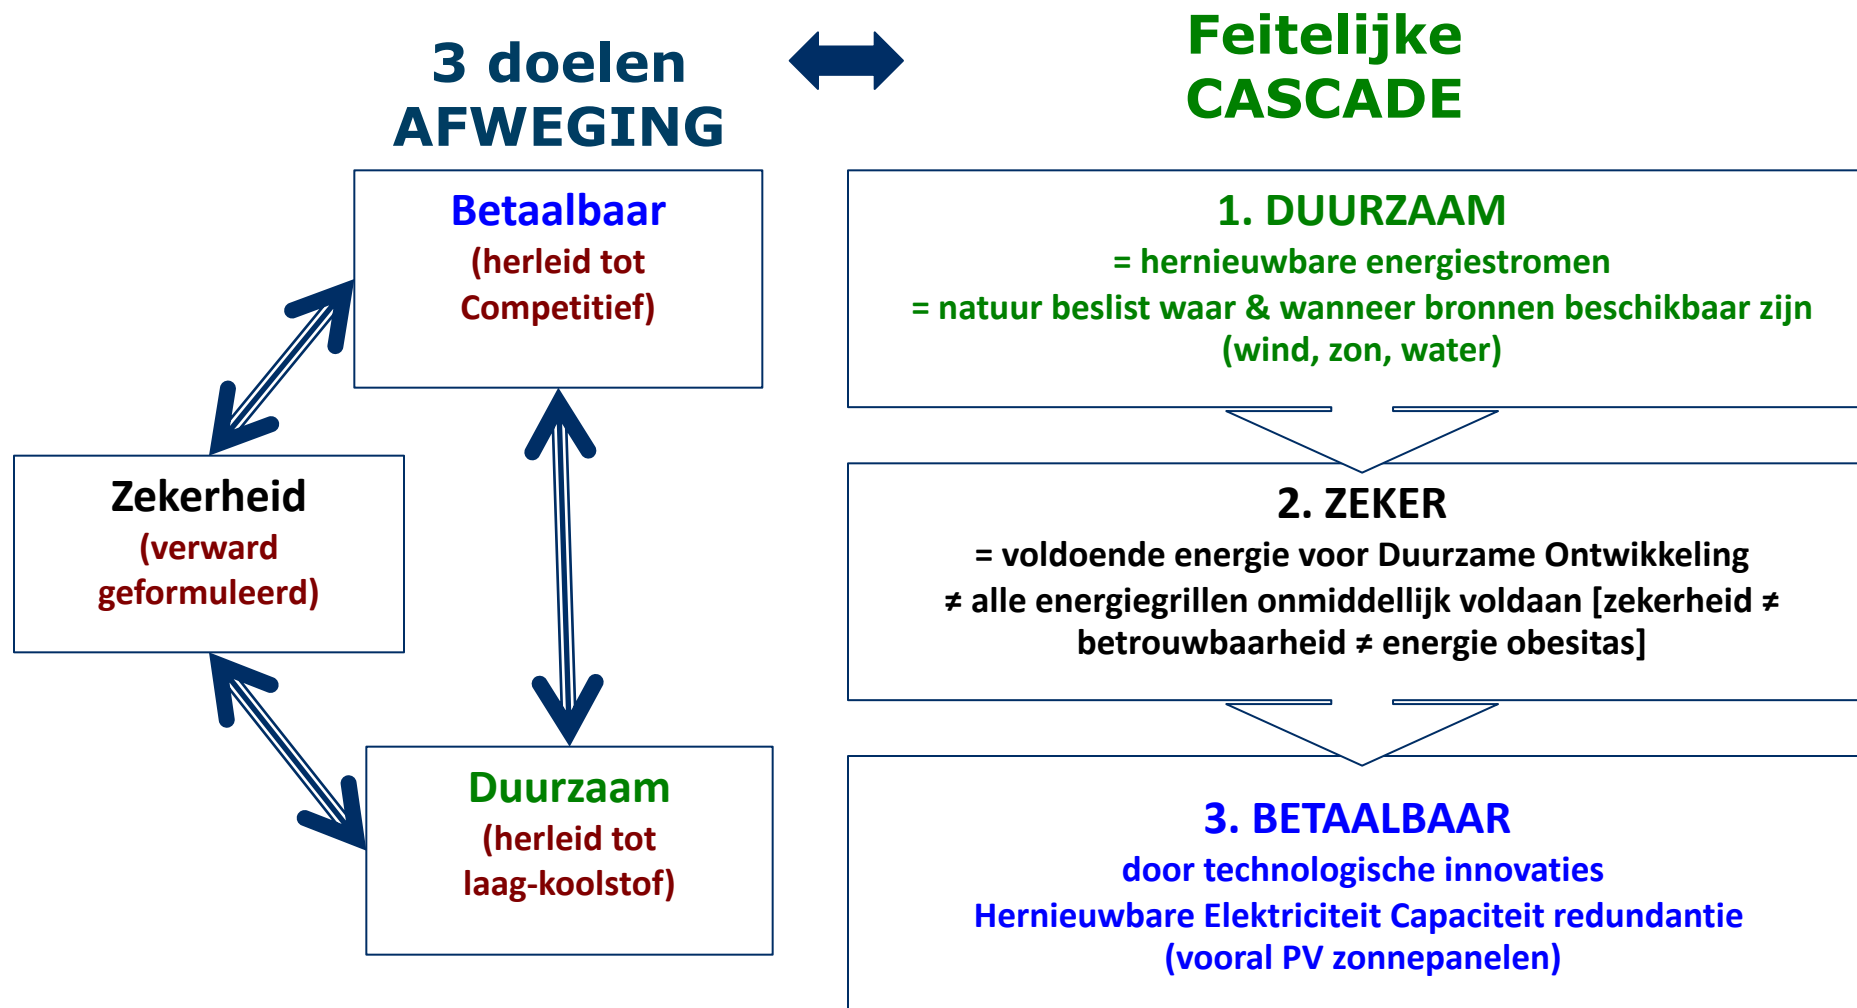 3 doelen
AFWEGING
Feitelijke
CASCADE
Betaalbaar
(herleid tot
Competitief)
Zekerheid
(verward
geformuleerd)
Duurzaam
(herleid tot
laag-koolstof)
1. DUURZAAM
= hernieuwbare energiestromen
= natuur beslist waar & wanneer bronnen beschikbaar zijn
(wind, zon, water)
2. ZEKER
= voldoende energie voor Duurzame Ontwikkeling
≠ alle energiegrillen onmiddellijk voldaan [zekerheid ≠
betrouwbaarheid ≠ energie obesitas]
3. BETAALBAAR
door technologische innovaties
Hernieuwbare Elektriciteit Capaciteit redundantie
(vooral PV zonnepanelen)